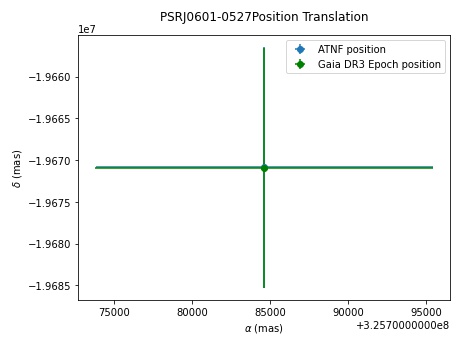 PSRJ0601-0527Position Translation
1e7
ATNF position
Gaia DR3 Epoch position
−1.9660
−1.9665
−1.9670
−1.9675
−1.9680
−1.9685
δ (mas)
75000 80000 85000 90000 95000
α (mas)
+3.2570000000e8